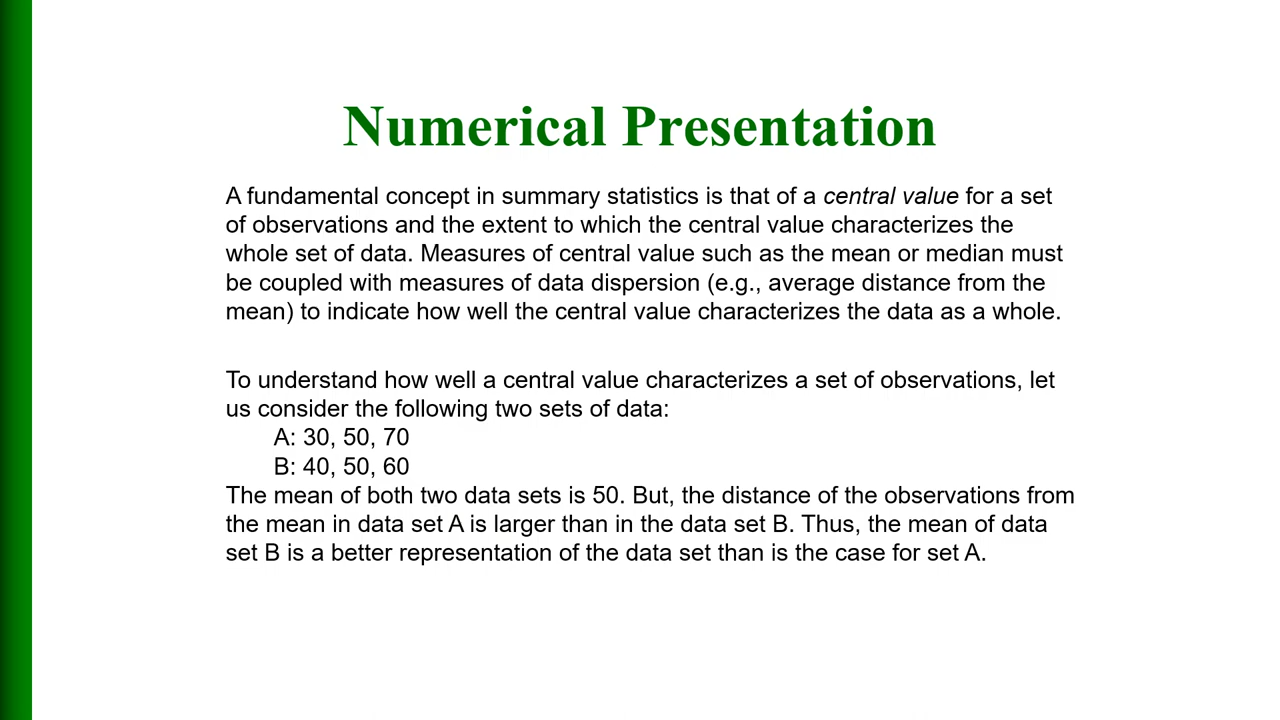 Numerical Presentation
A fundamental concept in summary statistics is that of a central value for a set
of observations and the extent to which the central value characterizes the
whole set of data. Measures of central value such as the mean or median must
be coupled with measures of data dispersion (e.g., average distance from the
mean) to indicate how well the central value characterizes the data as a whole.
To understand how well a central value characterizes a set of observations, let
us consider the following two sets of data:
A: 30, 50, 70
B: 40, 50, 60
The mean of both two data sets is 50. But, the distance of the observations from
the mean in data set A is larger than in the data set B. Thus, the mean of data
set B is a better representation of the data set than is the case for set A.